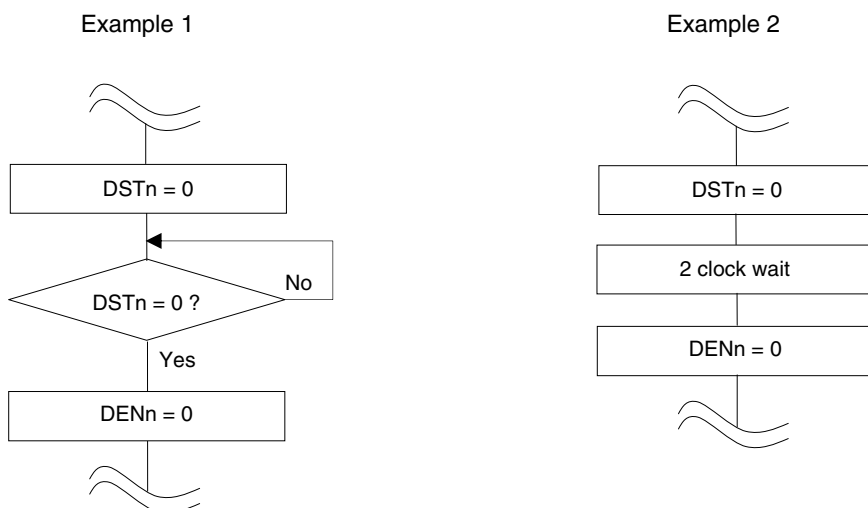 Example 1
DSTn = 0
DSTn = 0 ?
No
Yes
DENn = 0
Example 2
DSTn = 0
2 clock wait
DENn = 0